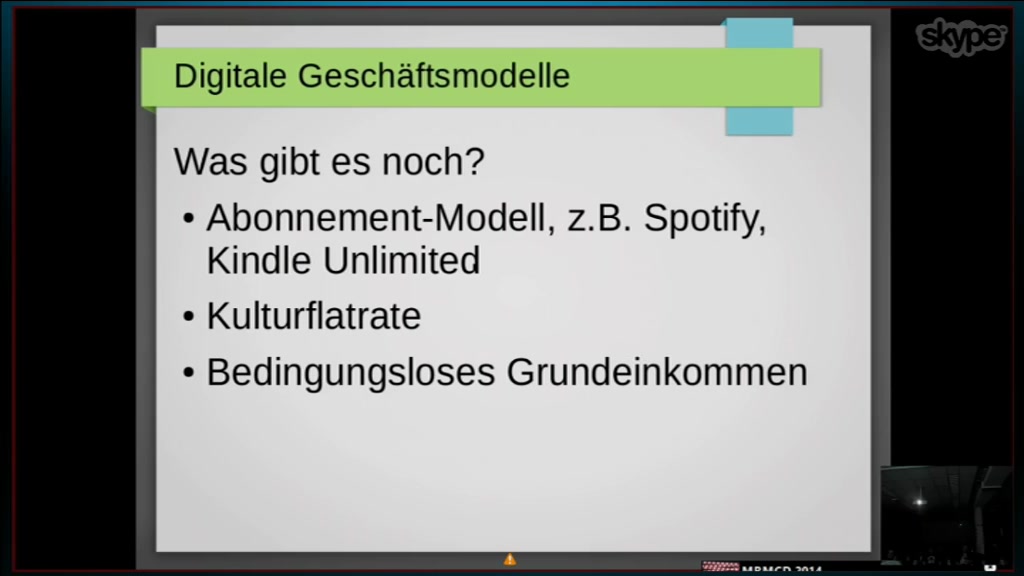 skype
Digitale Geschäftsmodelle
Was gibt es noch?
• Abonnement-Modell, z.B. Spotify,
Kindle Unlimited
• Kulturflatrate
• Bedingungsloses Grundeinkommen
MRMCD 2014